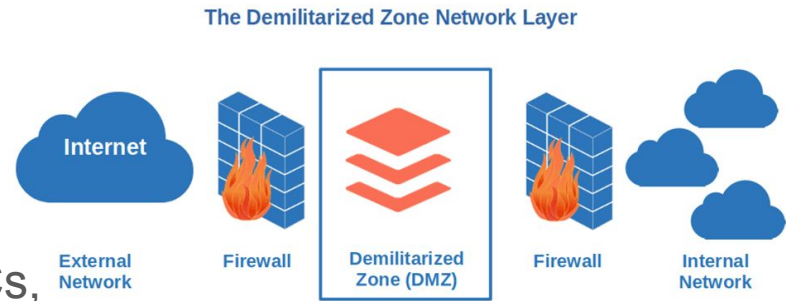 The Demilitarized Zone Network Layer
Internet
External
Network
Firewall
Demilitarized
Zone (DMZ)
Firewall
Internal
Network